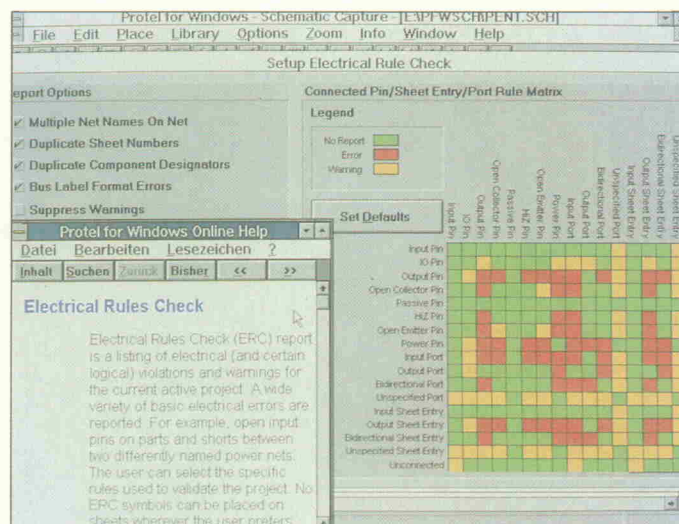 Protel for Windows - Schematic Capture - [E:\PFWSCH\PENT.SCH]
File Edit Place Library Options Zoom Info Window Help
Setup Electrical Rule Check
eport Options
Multiple Net Names On Net
Duplicate Sheet Numbers
Duplicate Component Designators
Bus Label Format Errors
Suppress Warnings
Connected Pin/Sheet Entry/Port Rule Matrix
Legend
No Report
Error
Warning
Set Defaults
Input Pin
IO Pin
Output Pin
Open Collector Pin
Passive Pin
HiZ Pin
Open Emitter Pin
Power Pin
Input Port
Output Port
Bidirectional Port
Unspecified Port
Input Sheet Entry
Output Sheet Entry
Bidirectional Sheet Entry
Unspecified Sheet Entry
Input Pin
IO Pin
Output Pin
Open Collector Pin
Passive Pin
HiZ Pin
Open Emitter Pin
Power Pin
Input Port
Output Port
Bidirectional Port
Unspecified Port
Input Sheet Entry
Output Sheet Entry
Bidirectional Sheet Entry
Unspecified Sheet Entry
Unconnected
Protel for Windows Online Help
Datei Bearbeiten Lesezeichen ?
Inhalt Suchen Zurück Bisher << >>
Electrical Rules Check
Electrical Rules Check (ERC) report
is a listing of electrical (and certain
logical) violations and warnings for
the current active project. A wide
variety of basic electrical errors are
reported. For example, open input
pins on parts and shorts between
two differently named power nets.
The user can select the specific
rules used to validate the project. No
ERC symbols can be placed on
sheets wherever the user prefers